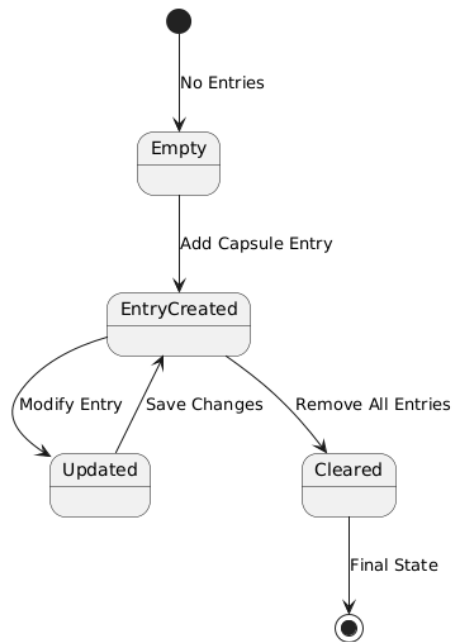 No Entries
Empty
Add Capsule Entry
EntryCreated
Modify Entry
Save Changes
Remove All Entries
Updated
Cleared
Final State